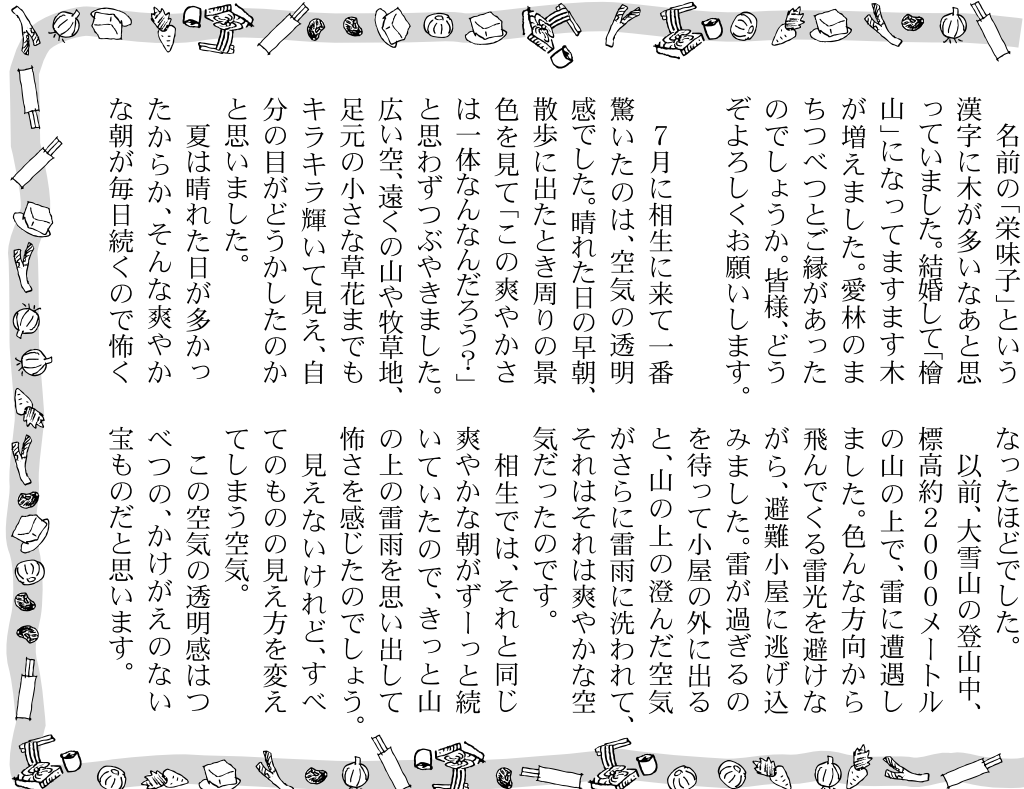 名前の「栄味子」という
漢字に木が多いなあと思
っていました。結婚して「檜
山」になってますます木
が増えました。愛林のま
ちつべつとご縁があった
のでしょうか。皆様、どう
ぞよろしくお願いします。
　7月に相生に来て一番
驚いたのは、空気の透明
感でした。晴れた日の早朝、
散歩に出たとき周りの景
色を見て「この爽やかさ
は一体なんなんだろう？」
と思わずつぶやきました。
広い空、遠くの山や牧草地、
足元の小さな草花までも
キラキラ輝いて見え、自
分の目がどうかしたのか
と思いました。
　夏は晴れた日が多かっ
たからか、そんな爽やか
な朝が毎日続くので怖く
なったほどでした。
　以前、大雪山の登山中、
標高約2000メートル
の山の上で、雷に遭遇し
ました。色んな方向から
飛んでくる雷光を避けな
がら、避難小屋に逃げ込
みました。雷が過ぎるの
を待って小屋の外に出る
と、山の上の澄んだ空気
がさらに雷雨に洗われて、
それはそれは爽やかな空
気だったのです。
　相生では、それと同じ
爽やかな朝がずーっと続
いていたので、きっと山
の上の雷雨を思い出して
怖さを感じたのでしょう。
　見えないけれど、すべ
てのものの見え方を変え
てしまう空気。
　この空気の透明感はつ
べつの、かけがえのない
宝ものだと思います。